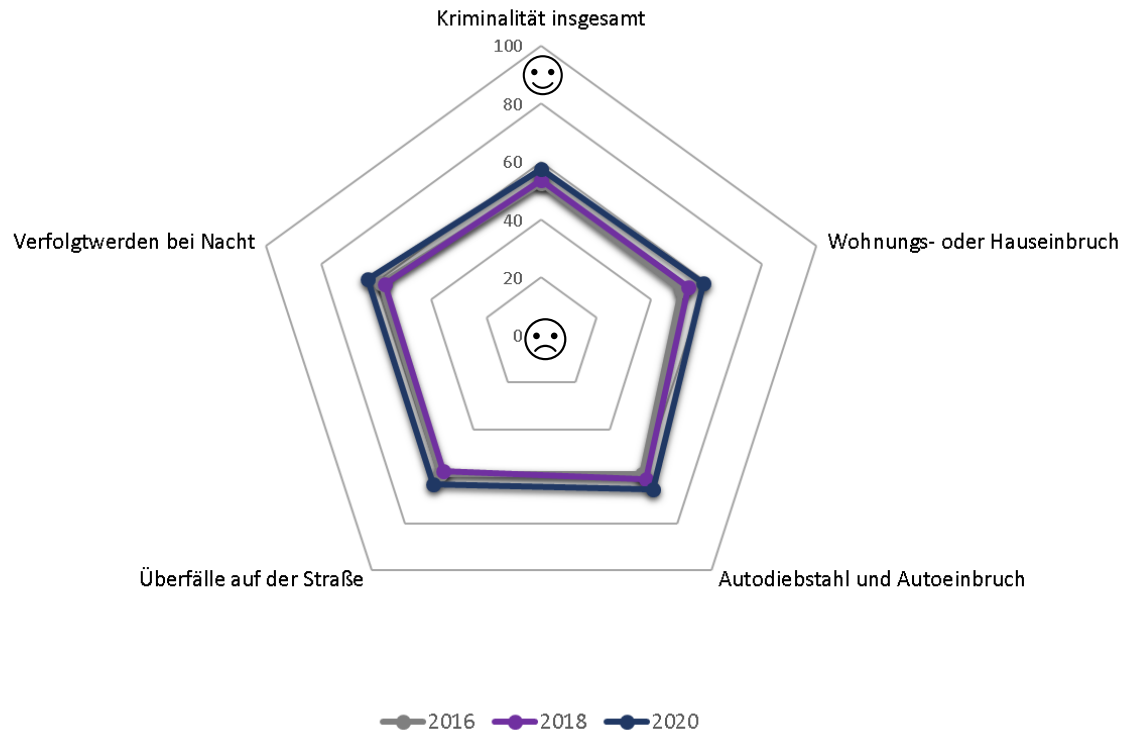 Kriminalität insgesamt
100
80
60
40
20
0
Verfolgtwerden bei Nacht
Wohnungs- oder Hauseinbruch
Überfälle auf der Straße
Autodiebstahl und Autoeinbruch
2016 2018 2020